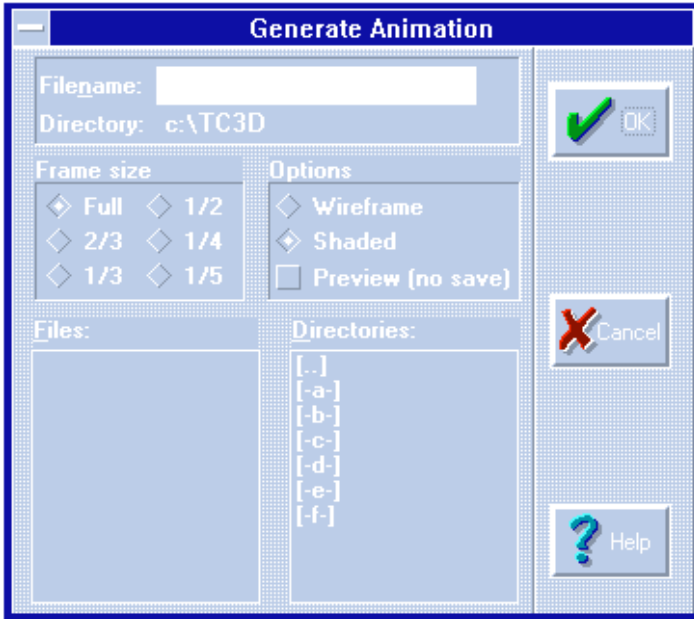 Generate Animation
Filename:
Directory: c:\TC3D
OK
Frame size
Full 1/2
2/3 1/4
1/3 1/5
Options
Wireframe
Shaded
Preview (no save)
Files:
Directories:
[..]
[-a-]
[-b-]
[-c-]
[-d-]
[-e-]
[-f-]
Cancel
Help